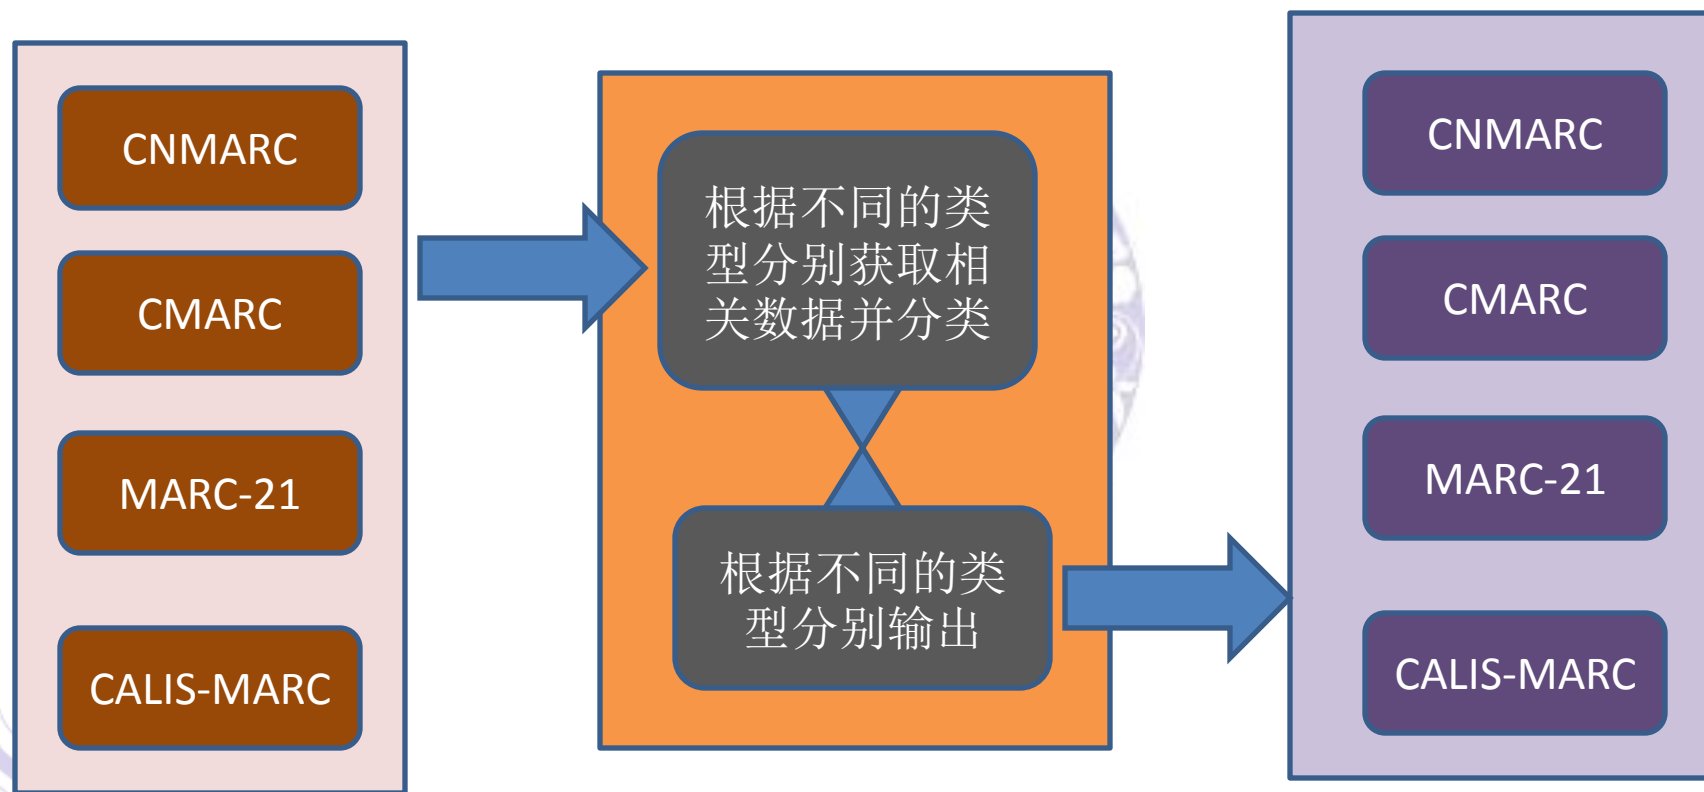 CNMARC
CMARC
MARC-21
CALIS-MARC
根据不同的类
型分别获取相
关数据并分类
根据不同的类
型分别输出
CNMARC
CMARC
MARC-21
CALIS-MARC